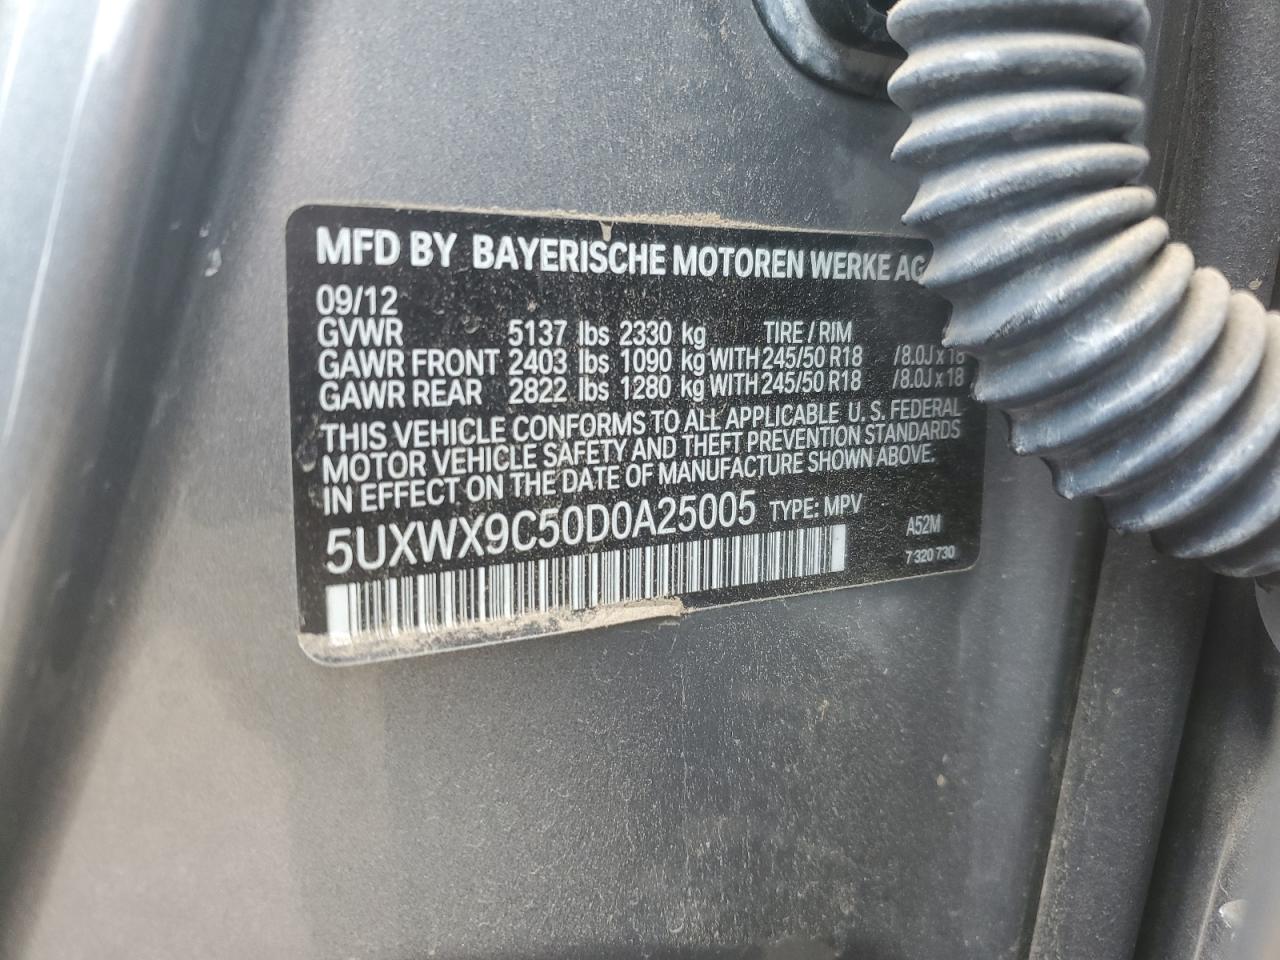 MFD BY BAYERISCHE MOTOREN WERKE AG
09/12
GVWR 5137 lbs 2330 kg TIRE / RIM
GAWR FRONT 2403 lbs 1090 kg WITH 245/50 R18 / 8.0J x 18
GAWR REAR 2822 lbs 1280 kg WITH 245/50 R18 / 8.0J x 18
THIS VEHICLE CONFORMS TO ALL APPLICABLE U. S. FEDERAL
MOTOR VEHICLE SAFETY AND THEFT PREVENTION STANDARDS
IN EFFECT ON THE DATE OF MANUFACTURE SHOWN ABOVE.
5UXWX9C50D0A25005 TYPE: MPV
A52M
7 320 730